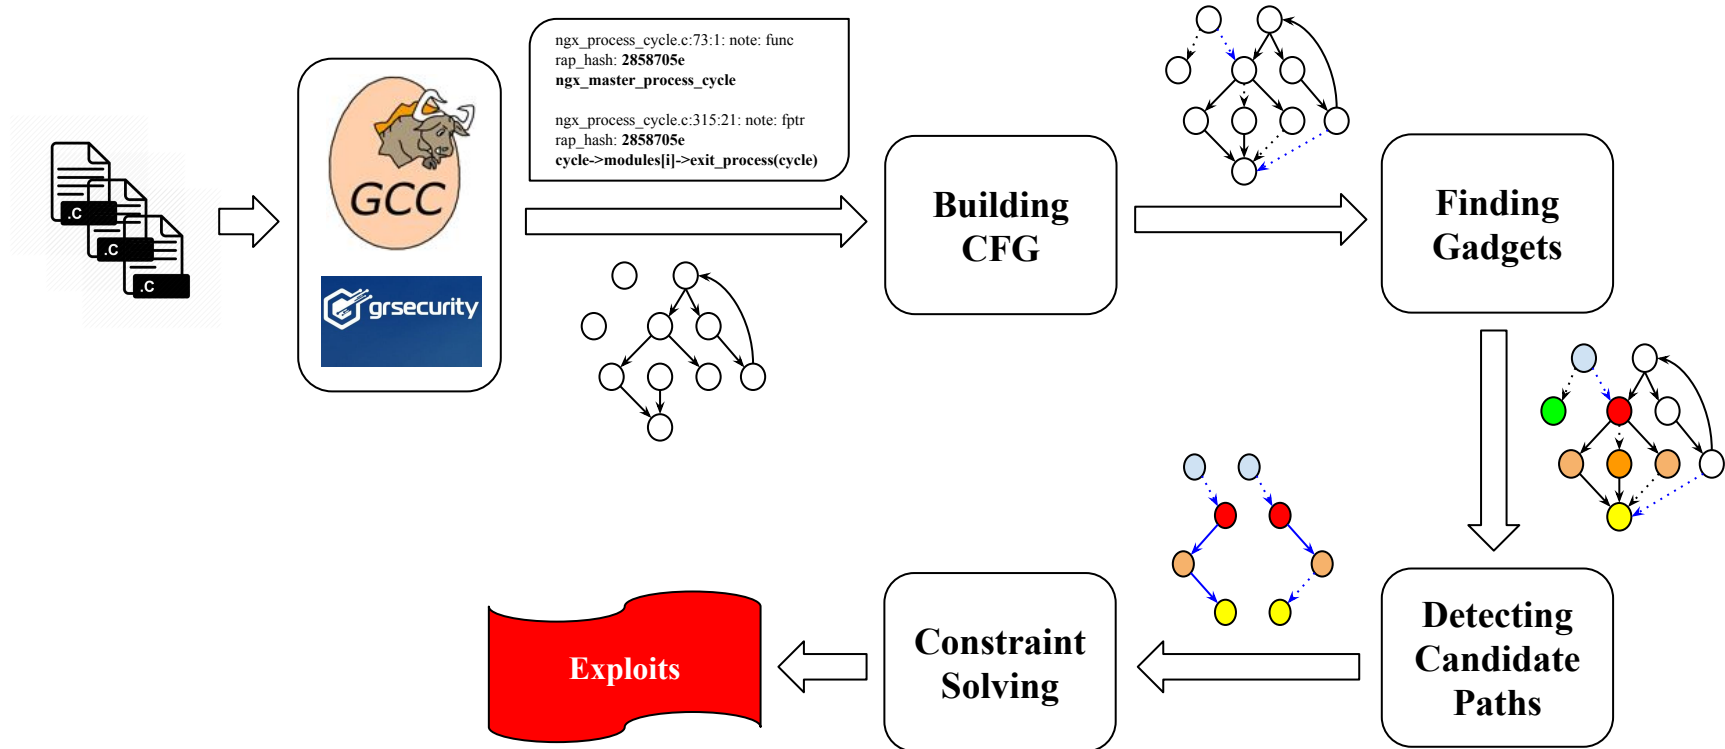 .C
.C
.C
GCC
grsecurity
ngx_process_cycle.c:73:1: note: func
rap_hash: 2858705e
ngx_master_process_cycle
ngx_process_cycle.c:315:21: note: fptr
rap_hash: 2858705e
cycle->modules[i]->exit_process(cycle)
Building
CFG
Finding
Gadgets
Detecting
Candidate
Paths
Constraint
Solving
Exploits